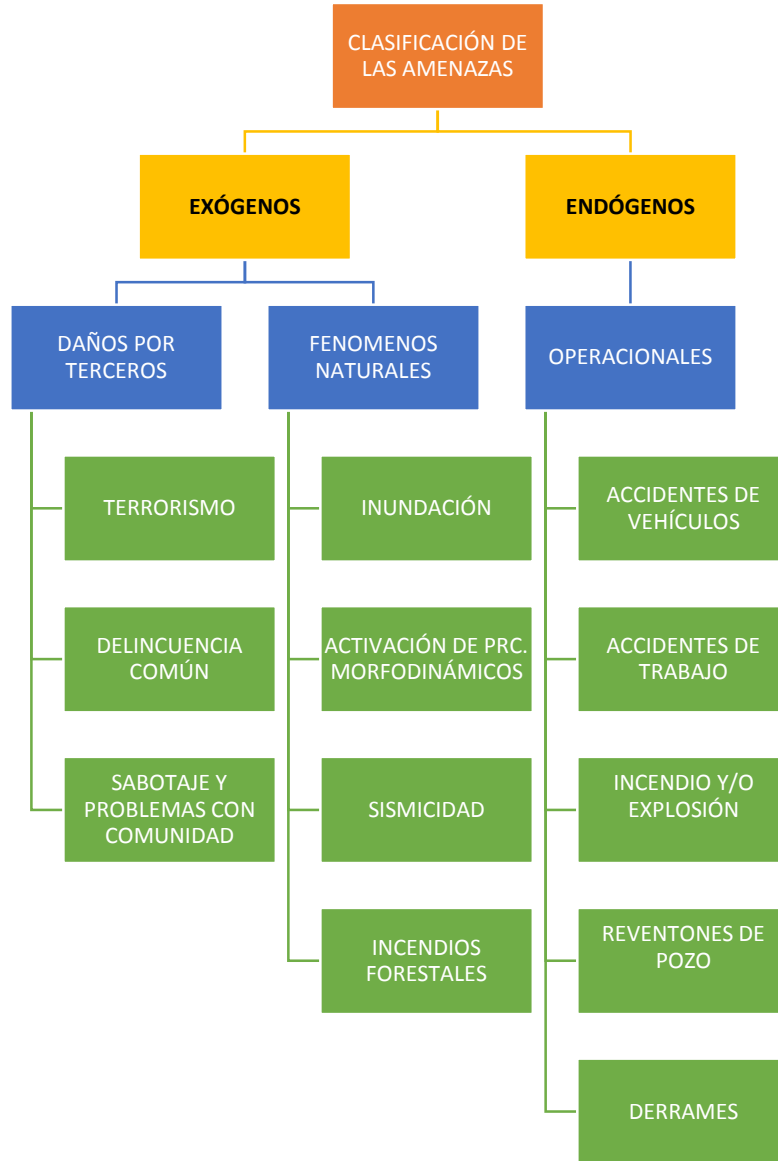 CLASIFICACIÓN DE
LAS AMENAZAS
EXÓGENOS
ENDÓGENOS
DAÑOS POR
TERCEROS
FENOMENOS
NATURALES
OPERACIONALES
TERRORISMO
INUNDACIÓN
ACCIDENTES DE
VEHÍCULOS
DELINCUENCIA
COMÚN
ACTIVACIÓN DE PRC.
MORFODINÁMICOS
ACCIDENTES DE
TRABAJO
SABOTAJE Y
PROBLEMAS CON
COMUNIDAD
SISMICIDAD
INCENDIO Y/O
EXPLOSIÓN
INCENDIOS
FORESTALES
REVENTONES DE
POZO
DERRAMES